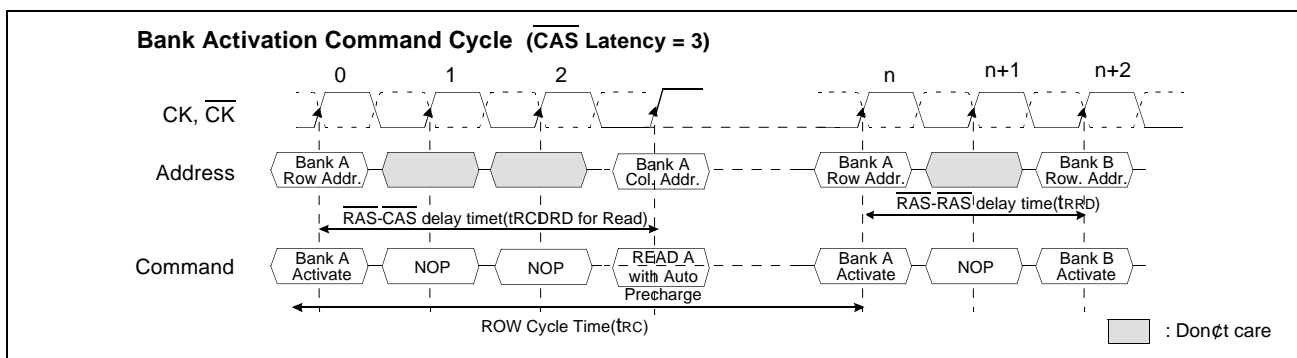 Bank Activation Command Cycle (CAS Latency = 3)
0 1 2 n n+1 n+2
CK, CK
Address
Bank A
Row Addr.
Bank A
Col. Addr.
Bank A
Row Addr.
Bank B
Row. Addr.
RAS-CAS delay timet(tRCDRD for Read)
RAS-RAS delay time(tRRD)
Command
Bank A
Activate
NOP
NOP
READ A
with Auto
Precharge
Bank A
Activate
NOP
Bank B
Activate
ROW Cycle Time(tRC)
: Don¢t care